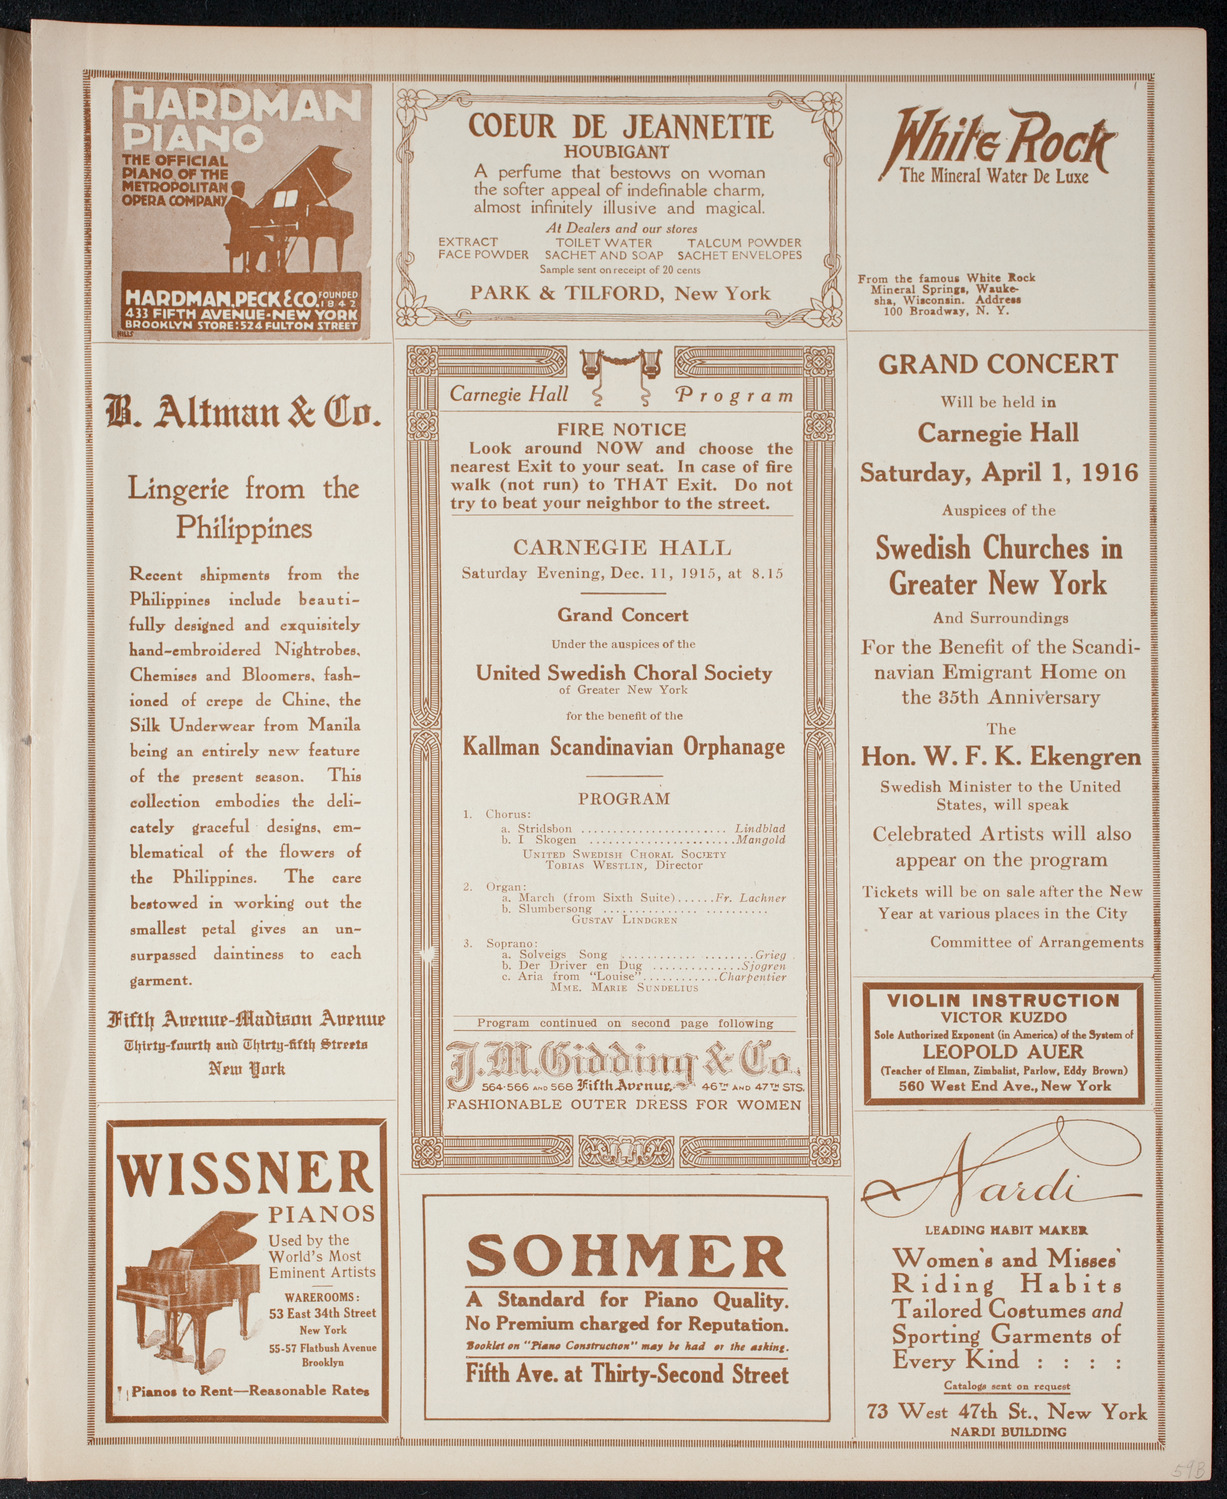 HARDMAN
PIANO
THE OFFICIAL
PIANO OF THE
METROPOLITAN
OPERA COMPANY
HARDMAN, PECK & CO. FOUNDED 1842
433 FIFTH AVENUE - NEW YORK
BROOKLYN STORE: 524 FULTON STREET
HILLS
B. Altman & Co.
Lingerie from the
Philippines
Recent shipments from the
Philippines include beauti-
fully designed and exquisitely
hand-embroidered Nightrobes,
Chemises and Bloomers, fash-
ioned of crepe de Chine, the
Silk Underwear from Manila
being an entirely new feature
of the present season. This
collection embodies the deli-
cately graceful designs, em-
blematical of the flowers of
the Philippines. The care
bestowed in working out the
smallest petal gives an un-
surpassed daintiness to each
garment.
Fifth Avenue-Madison Avenue
Thirty-fourth and Thirty-fifth Streets
New York
WISSNER
PIANOS
Used by the
World's Most
Eminent Artists
WAREROOMS:
53 East 34th Street
New York
55-57 Flatbush Avenue
Brooklyn
Pianos to Rent—Reasonable Rates
COEUR DE JEANNETTE
HOUBIGANT
A perfume that bestows on woman
the softer appeal of indefinable charm,
almost infinitely illusive and magical.
At Dealers and our stores
EXTRACT TOILET WATER TALCUM POWDER
FACE POWDER SACHET AND SOAP SACHET ENVELOPES
Sample sent on receipt of 20 cents
PARK & TILFORD, New York
Carnegie Hall Program
FIRE NOTICE
Look around NOW and choose the
nearest Exit to your seat. In case of fire
walk (not run) to THAT Exit. Do not
try to beat your neighbor to the street.
CARNEGIE HALL
Saturday Evening, Dec. 11, 1915, at 8.15
Grand Concert
Under the auspices of the
United Swedish Choral Society
of Greater New York
for the benefit of the
Kallman Scandinavian Orphanage
PROGRAM
1. Chorus:
a. Stridsbon ........................ Lindblad
b. I Skogen ........................Mangold
UNITED SWEDISH CHORAL SOCIETY
TOBIAS WESTLIN, Director
2. Organ:
a. March (from Sixth Suite)......Fr. Lachner
b. Slumbersong ...........................
GUSTAV LINDGREN
3. Soprano:
a. Solveigs Song ......................Grieg
b. Der Driver en Dug ...............Sjogren
c. Aria from "Louise"............Charpentier
MME. MARIE SUNDELIUS
Program continued on second page following
J. M. Gidding & Co.
564-566 AND 568 Fifth Avenue, 46TH AND 47TH STS.
FASHIONABLE OUTER DRESS FOR WOMEN
SOHMER
A Standard for Piano Quality.
No Premium charged for Reputation.
Booklet on "Piano Construction" may be had or the asking.
Fifth Ave. at Thirty-Second Street
1
White Rock
The Mineral Water De Luxe
From the famous White Rock
Mineral Springs, Wauke-
sha, Wisconsin. Address
100 Broadway, N. Y.
GRAND CONCERT
Will be held in
Carnegie Hall
Saturday, April 1, 1916
Auspices of the
Swedish Churches in
Greater New York
And Surroundings
For the Benefit of the Scandi-
navian Emigrant Home on
the 35th Anniversary
The
Hon. W. F. K. Ekengren
Swedish Minister to the United
States, will speak
Celebrated Artists will also
appear on the program
Tickets will be on sale after the New
Year at various places in the City
Committee of Arrangements
VIOLIN INSTRUCTION
VICTOR KUZDO
Sole Authorized Exponent (in America) of the System of
LEOPOLD AUER
(Teacher of Elman, Zimbalist, Parlow, Eddy Brown)
560 West End Ave., New York
Nardi
LEADING HABIT MAKER
Women's and Misses'
Riding Habits
Tailored Costumes and
Sporting Garments of
Every Kind : : : :
Catalogs sent on request
73 West 47th St., New York
NARDI BUILDING
59B